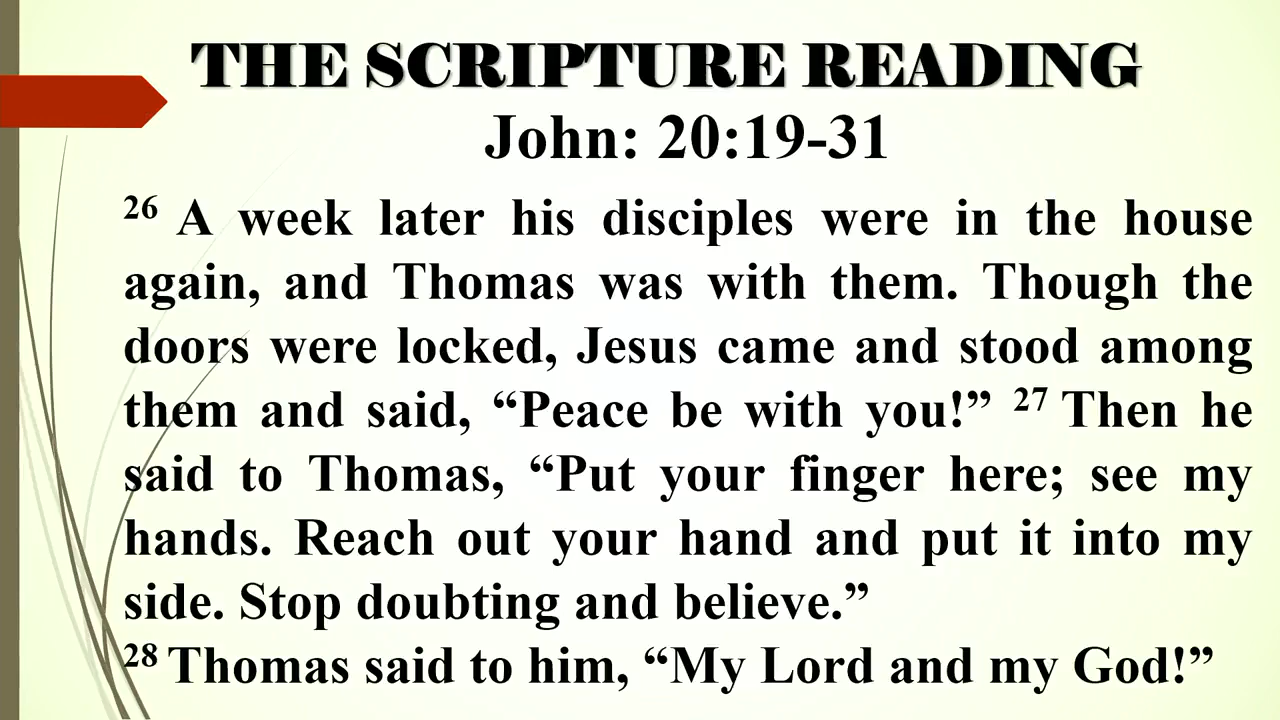 THE SCRIPTURE READING
John: 20:19-31
26 A week later his disciples were in the house
again, and Thomas was with them. Though the
doors were locked, Jesus came and stood among
them and said, “Peace be with you!” 27 Then he
said to Thomas, “Put your finger here; see my
hands. Reach out your hand and put it into my
side. Stop doubting and believe.”
28 Thomas said to him, “My Lord and my God!”